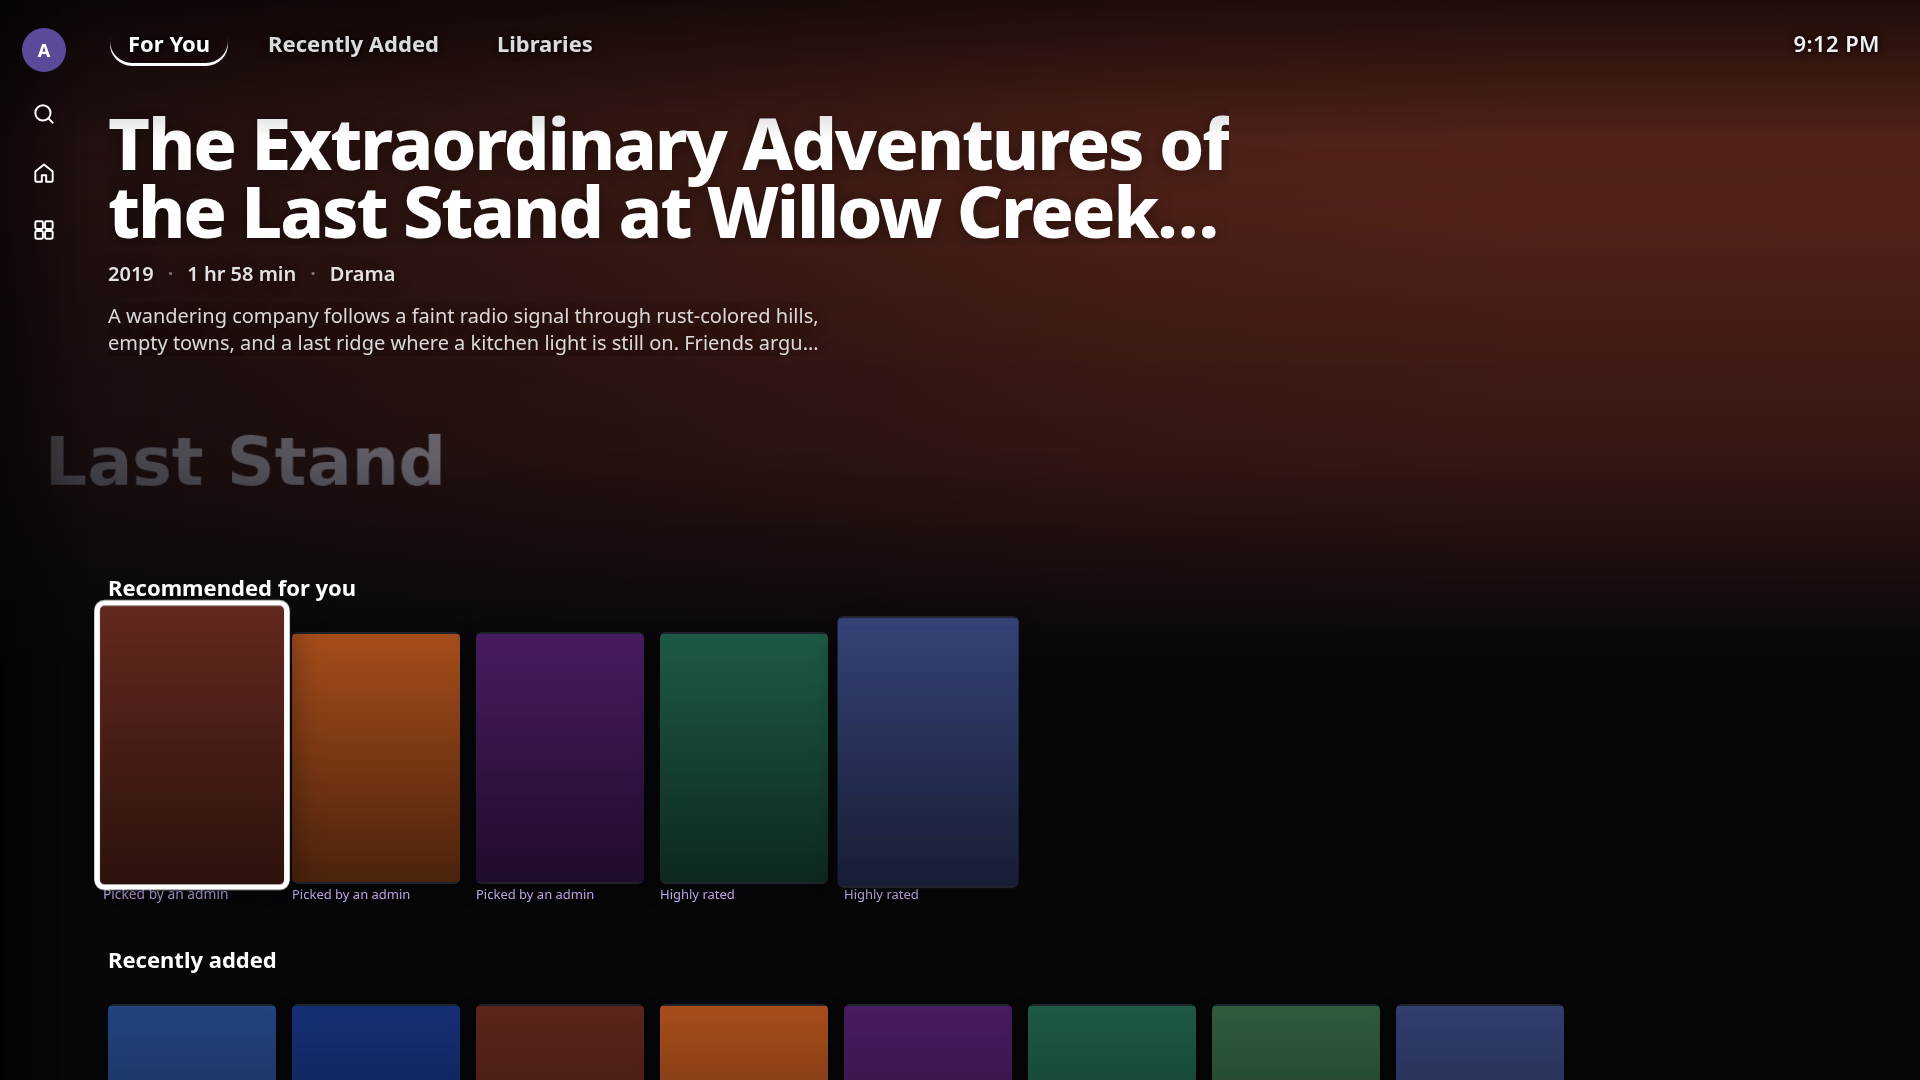 A
For You
Recently Added
Libraries
9:12 PM
The Extraordinary Adventures of
the Last Stand at Willow Creek...
2019 · 1 hr 58 min · Drama
A wandering company follows a faint radio signal through rust-colored hills,
empty towns, and a last ridge where a kitchen light is still on. Friends argu...
Last Stand
Recommended for you
Picked by an admin
Picked by an admin
Picked by an admin
Highly rated
Highly rated
Recently added